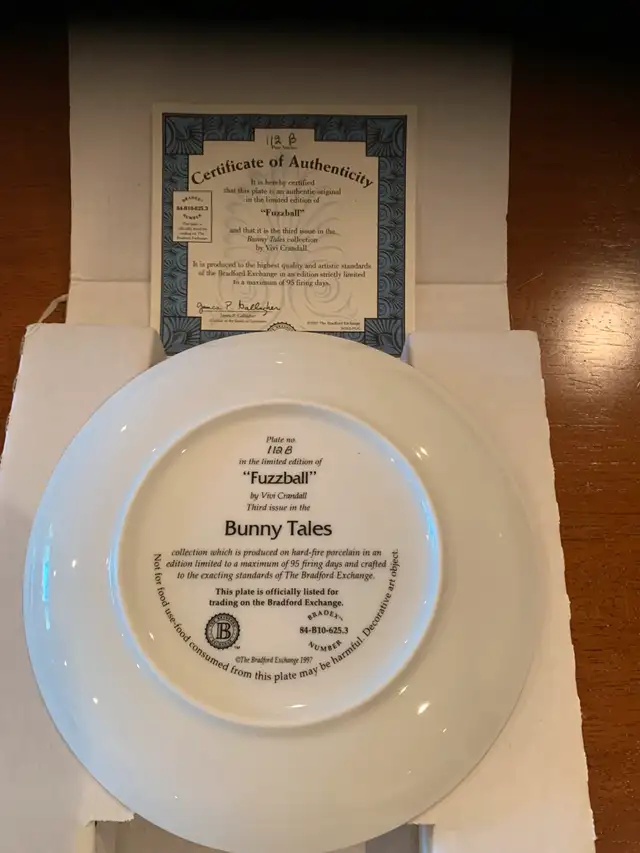 112 B
Certificate of Authenticity
It is hereby certified
that this plate is an authentic original
in the limited edition of
“Fuzzball”
and that it is the third issue in the
Bunny Tales collection
by Vivi Crandall.
It is produced to the highest quality and artistic standards
of the Bradford Exchange in an edition strictly limited
to a maximum of 95 firing days.
BRADEX
84-B10-625.3
NUMBER
Plate no.
112 B
in the limited edition of
“Fuzzball”
by Vivi Crandall
Third issue in the
Bunny Tales
collection which is produced on hard-fire porcelain in an
edition limited to a maximum of 95 firing days and crafted
to the exacting standards of The Bradford Exchange.
This plate is officially listed for
trading on the Bradford Exchange.
B
™
BRADEX™
84-B10-625.3
NUMBER
©The Bradford Exchange 1997
Not for food use-food consumed from this plate may be harmful. Decorative art object.